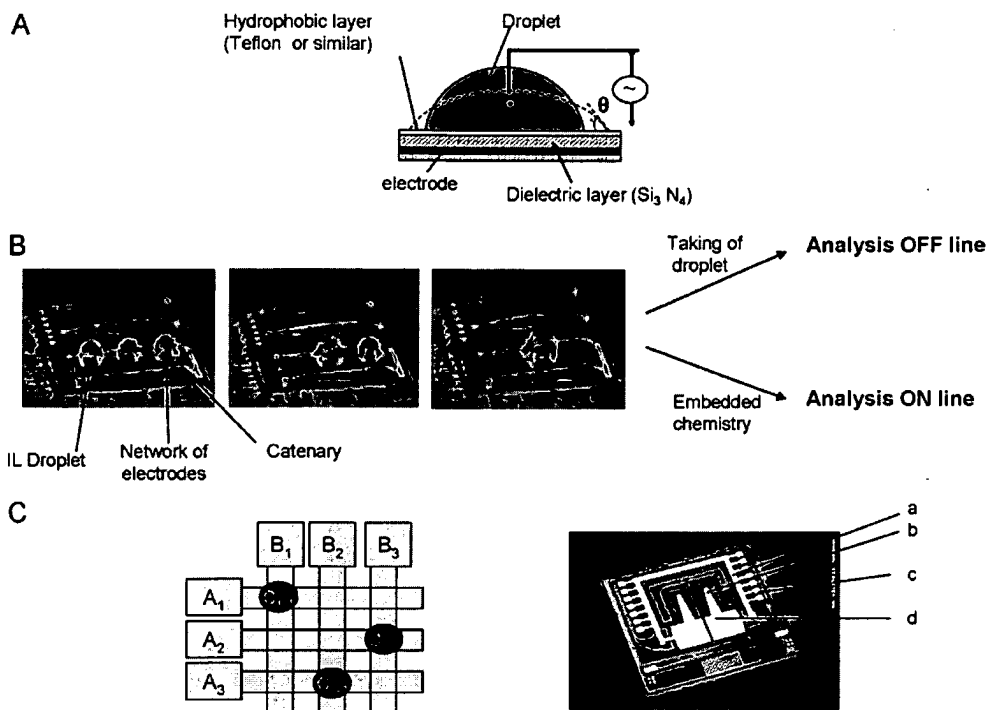 A
Hydrophobic layer
(Teflon or similar)
Droplet
~
θ
electrode
Dielectric layer (Si₃ N₄)
B
Taking of
droplet
Analysis OFF line
Embedded
chemistry
Analysis ON line
IL Droplet
Network of
electrodes
Catenary
C
B₁ B₂ B₃
A₁
A₂
A₃
a
b
c
d